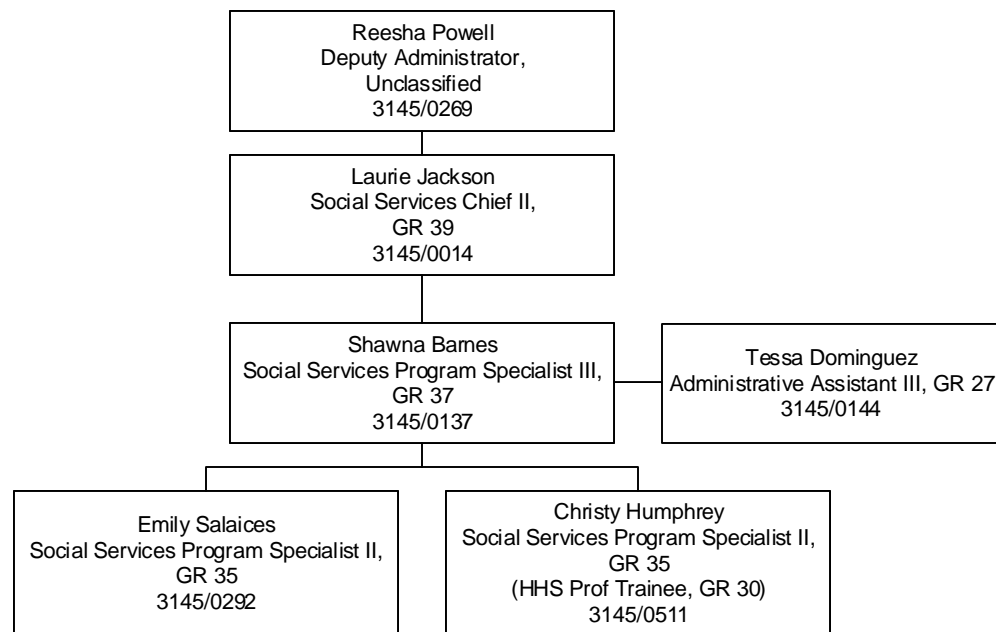 Reesha Powell
Deputy Administrator,
Unclassified
3145/0269
Laurie Jackson
Social Services Chief II,
GR 39
3145/0014
Shawna Barnes
Social Services Program Specialist III,
GR 37
3145/0137
Tessa Dominguez
Administrative Assistant III, GR 27
3145/0144
Emily Salaices
Social Services Program Specialist II,
GR 35
3145/0292
Christy Humphrey
Social Services Program Specialist II,
GR 35
(HHS Prof Trainee, GR 30)
3145/0511